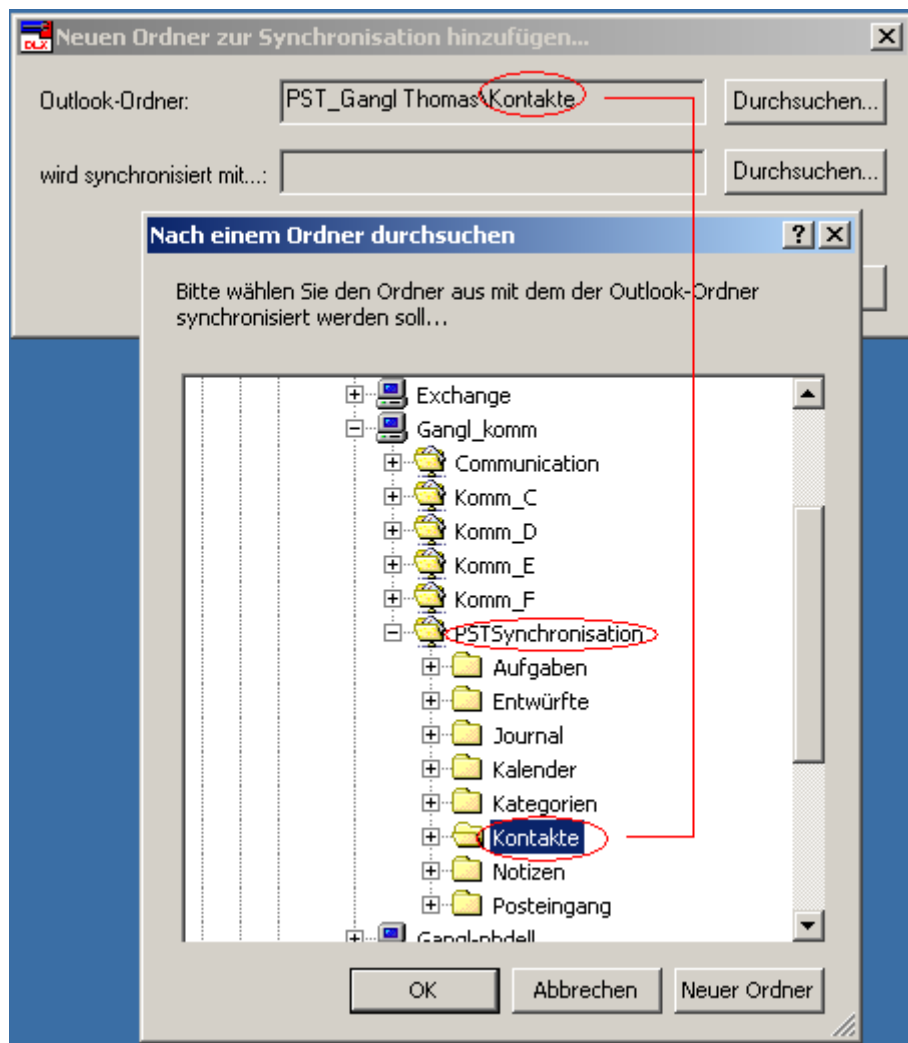 Neuen Ordner zur Synchronisation hinzufügen...
Outlook-Ordner: PST_Gangl Thomas\Kontakte Durchsuchen...
wird synchronisiert mit...: Durchsuchen...
Nach einem Ordner durchsuchen
Bitte wählen Sie den Ordner aus mit dem der Outlook-Ordner
synchronisiert werden soll...
Exchange
Gangl_komm
Communication
Komm_C
Komm_D
Komm_E
Komm_F
PSTSynchronisation
Aufgaben
Entwürfte
Journal
Kalender
Kategorien
Kontakte
Notizen
Posteingang
Gangl-nbdell
OK Abbrechen Neuer Ordner